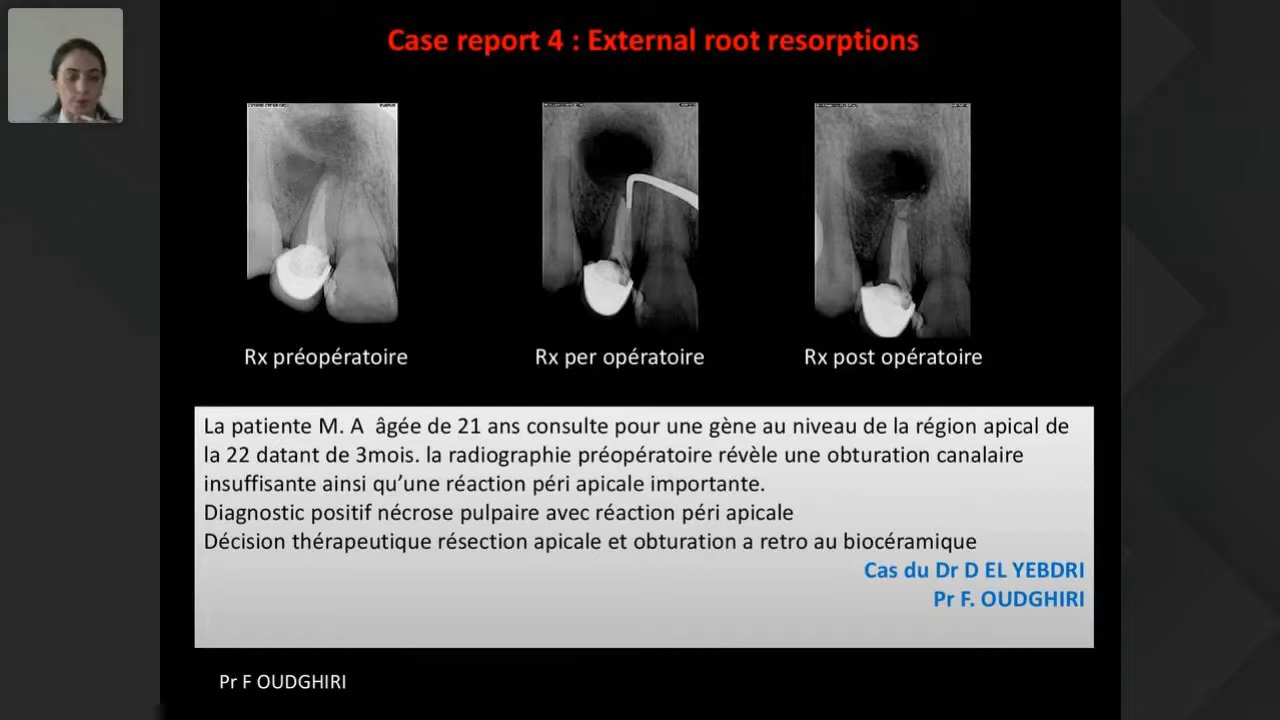 Case report 4 : External root resorptions
Rx préopératoire
Rx per opératoire
Rx post opératoire
La patiente M. A âgée de 21 ans consulte pour une gène au niveau de la région apical de
la 22 datant de 3mois. la radiographie préopératoire révèle une obturation canalaire
insuffisante ainsi qu’une réaction péri apicale importante.
Diagnostic positif nécrose pulpaire avec réaction péri apicale
Décision thérapeutique résection apicale et obturation a retro au biocéramique
Cas du Dr D EL YEBDRI
Pr F. OUDGHIRI
Pr F OUDGHIRI